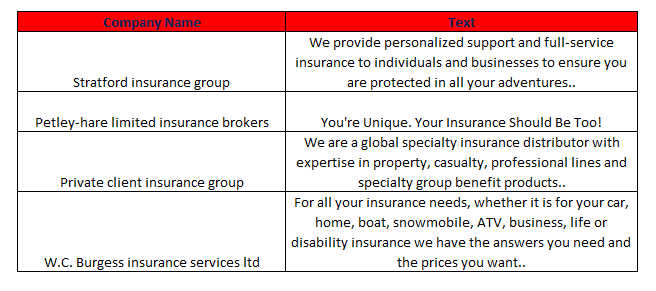 Company Name Text
We provide personalized support and full-service
insurance to individuals and businesses to ensure you
Stratford insurance group are protected in all your adventures..
Petley-hare limited insurance brokers You're Unique. Your Insurance Should Be Too!
We are a global specialty insurance distributor with
expertise in property, casualty, professional lines and
Private client insurance group specialty group benefit products..
For all your insurance needs, whether it is for your car,
home, boat, snowmobile, ATV, business, life or
disability insurance we have the answers you need and
W.C. Burgess insurance services ltd the prices you want..